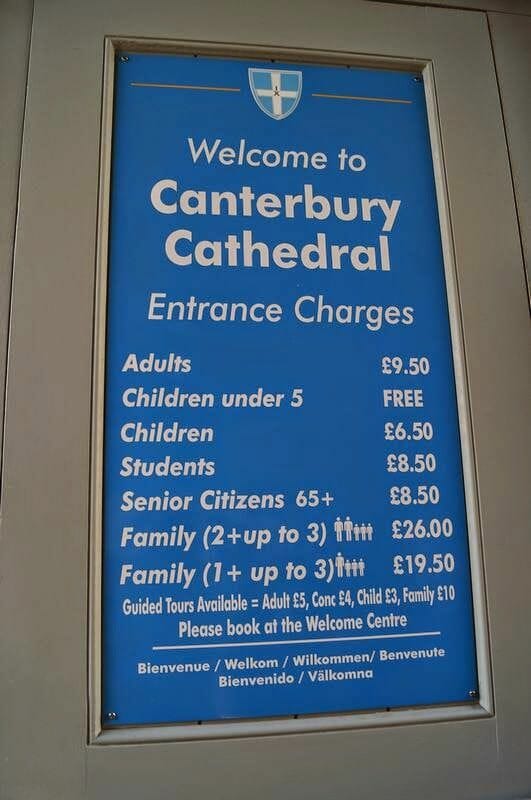 Welcome to
Canterbury
Cathedral
Entrance Charges
Adults £9.50
Children under 5 FREE
Children £6.50
Students £8.50
Senior Citizens 65+ £8.50
Family (2+up to 3) £26.00
Family (1+ up to 3) £19.50
Guided Tours Available = Adult £5, Conc £4, Child £3, Family £10
Please book at the Welcome Centre
Bienvenue / Welkom / Wilkommen/ Benvenute
Bienvenido / Välkomna